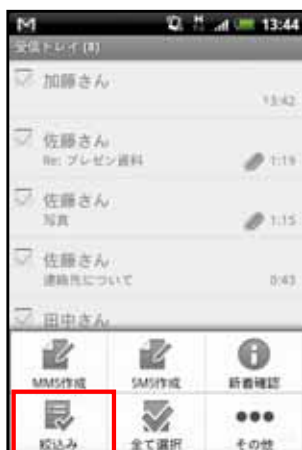 13:44
受信トレイ (8)
加藤さん
13:42
佐藤さん
Re: プレゼン資料 1:19
佐藤さん
写真 1:15
佐藤さん
連絡先について 0:43
田中さん
MMS作成 SMS作成 新着確認
絞込み 全て選択 その他